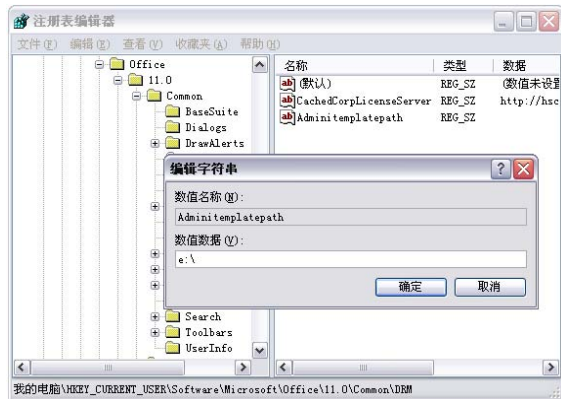 注册表编辑器
文件(F) 编辑(E) 查看(V) 收藏夹(A) 帮助(H)
Office
11.0
Common
BaseSuite
Dialogs
DrawAlerts
Search
Toolbars
UserInfo
名称 类型 数据
(默认) REG_SZ (数值未设置
CachedCorpLicenseServer REG_SZ http://hsc
Adminitemplatepath REG_SZ
编辑字符串
数值名称(N):
Adminitemplatepath
数值数据(V):
e:\
确定 取消
我的电脑\HKEY_CURRENT_USER\Software\Microsoft\Office\11.0\Common\DRM